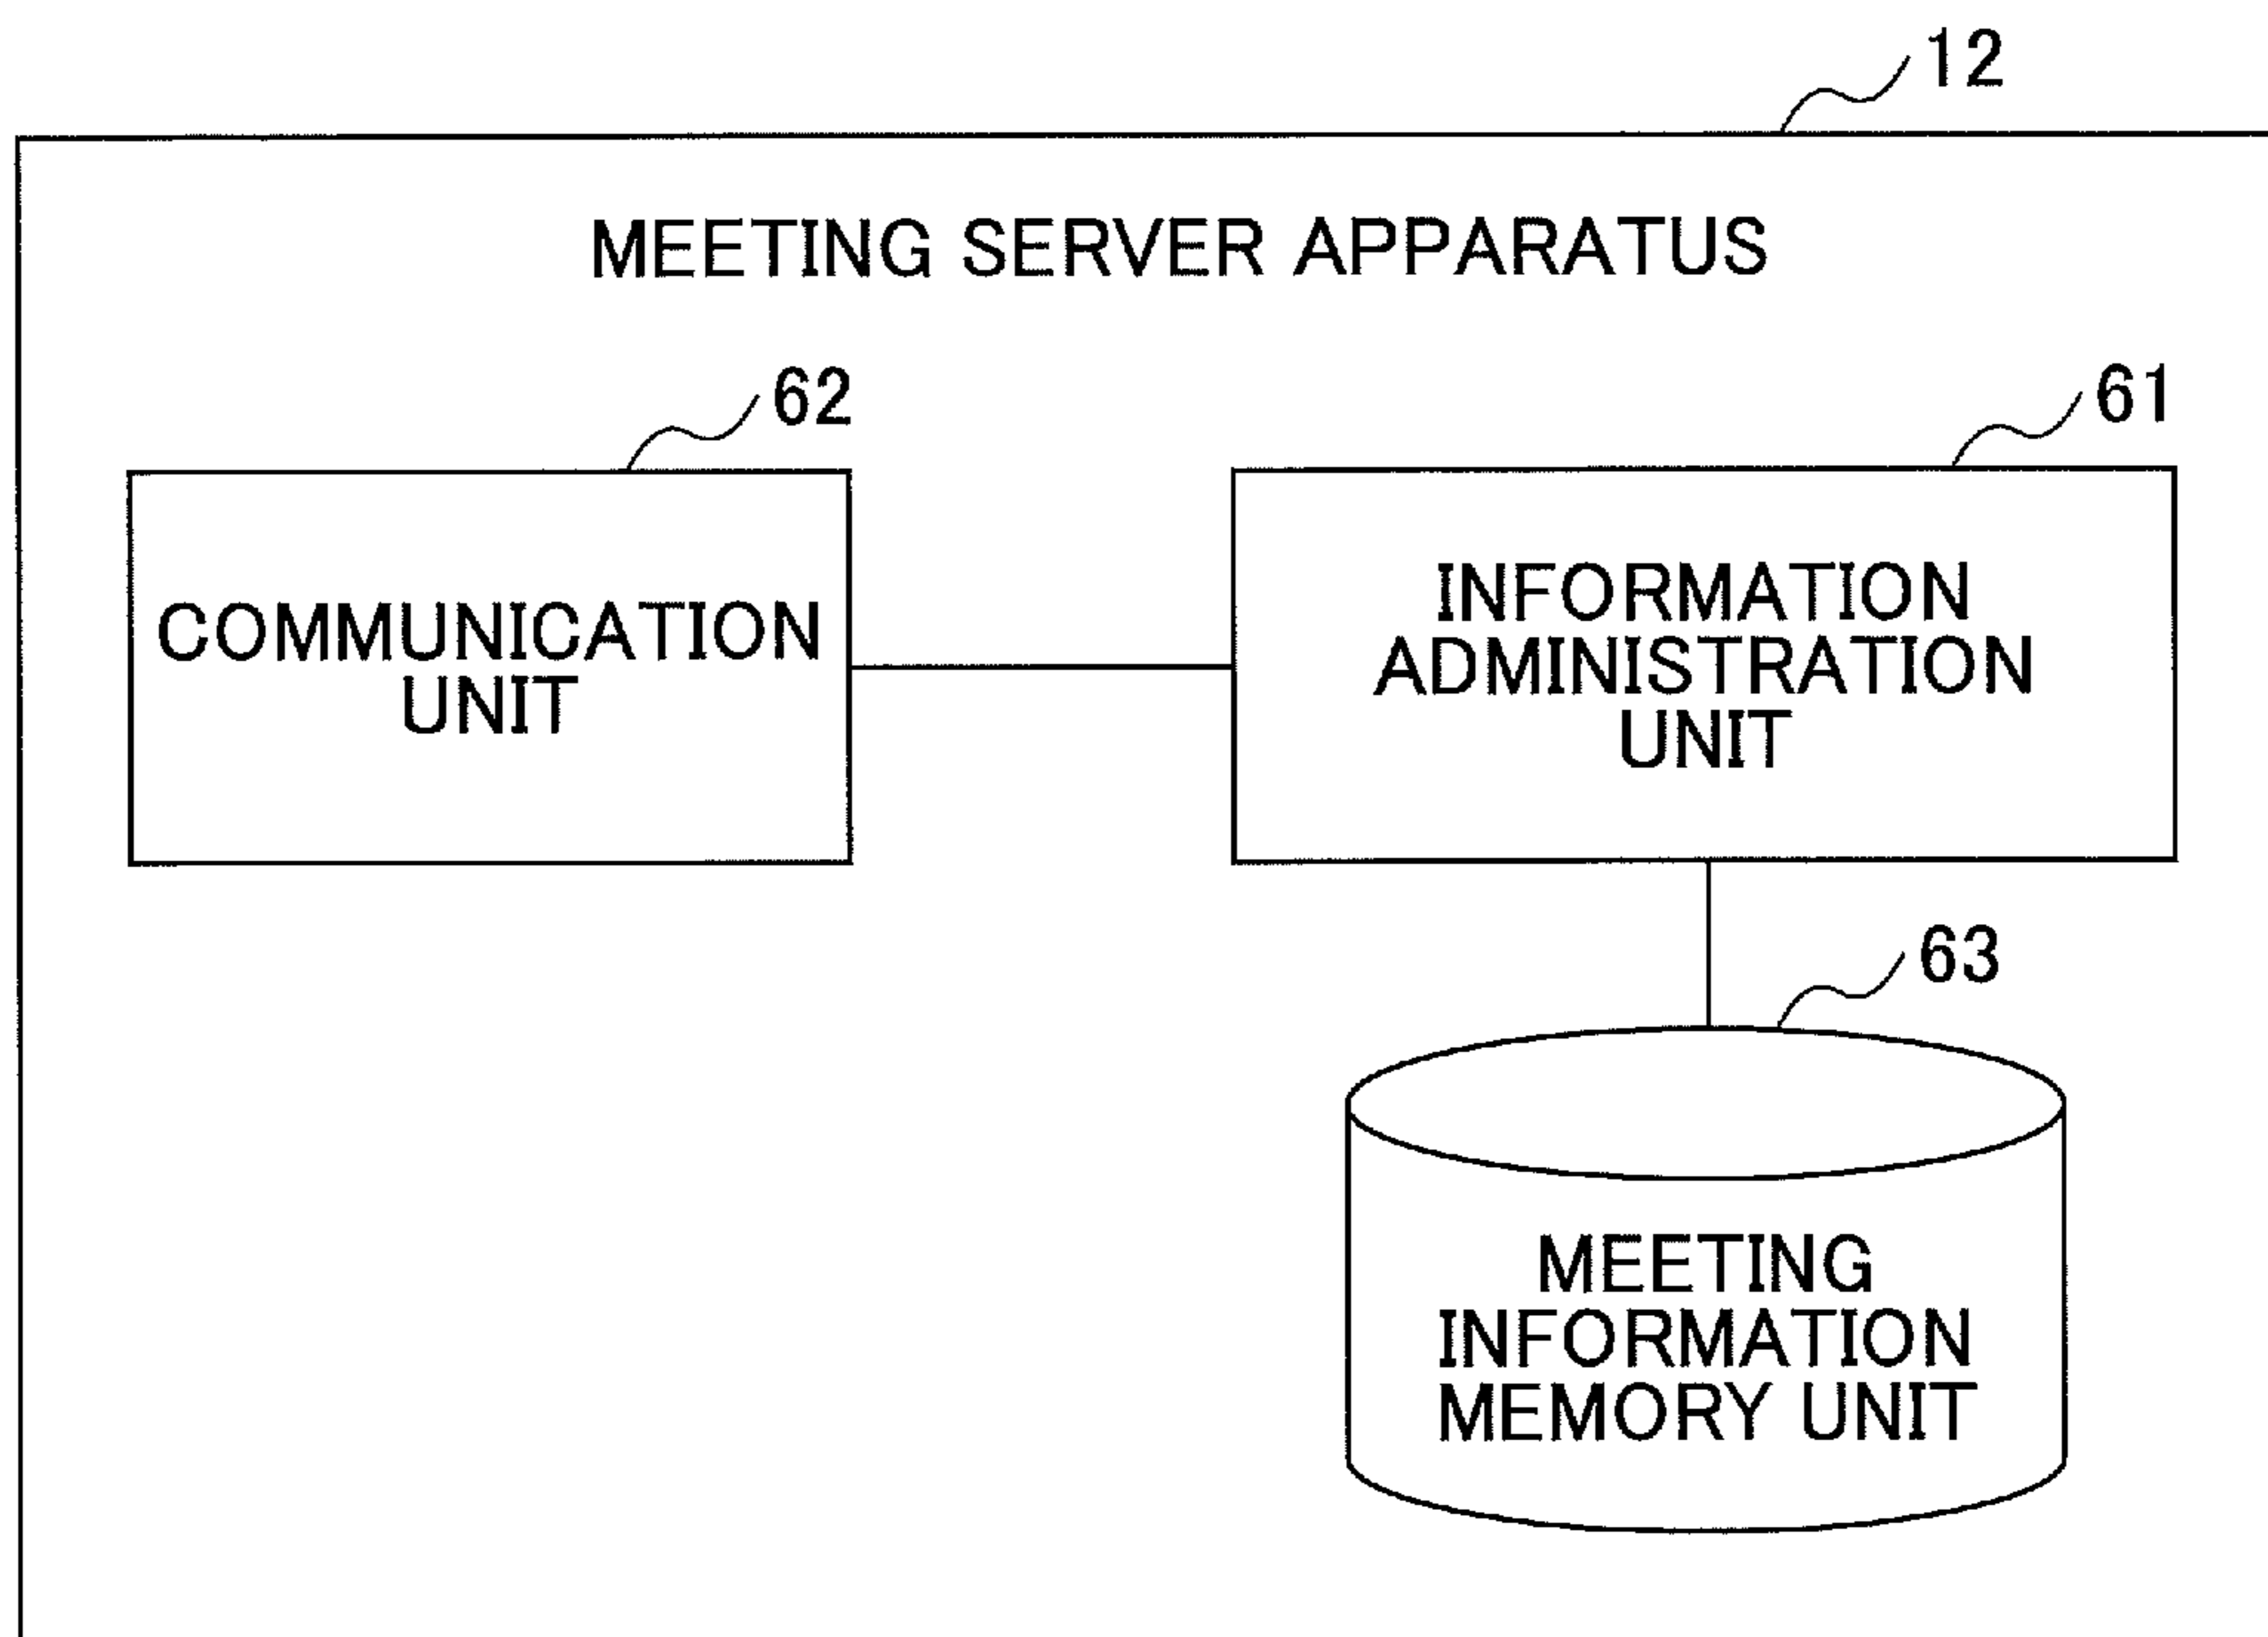 12
MEETING SERVER APPARATUS
62
61
COMMUNICATION
UNIT
INFORMATION
ADMINISTRATION
UNIT
63
MEETING
INFORMATION
MEMORY UNIT